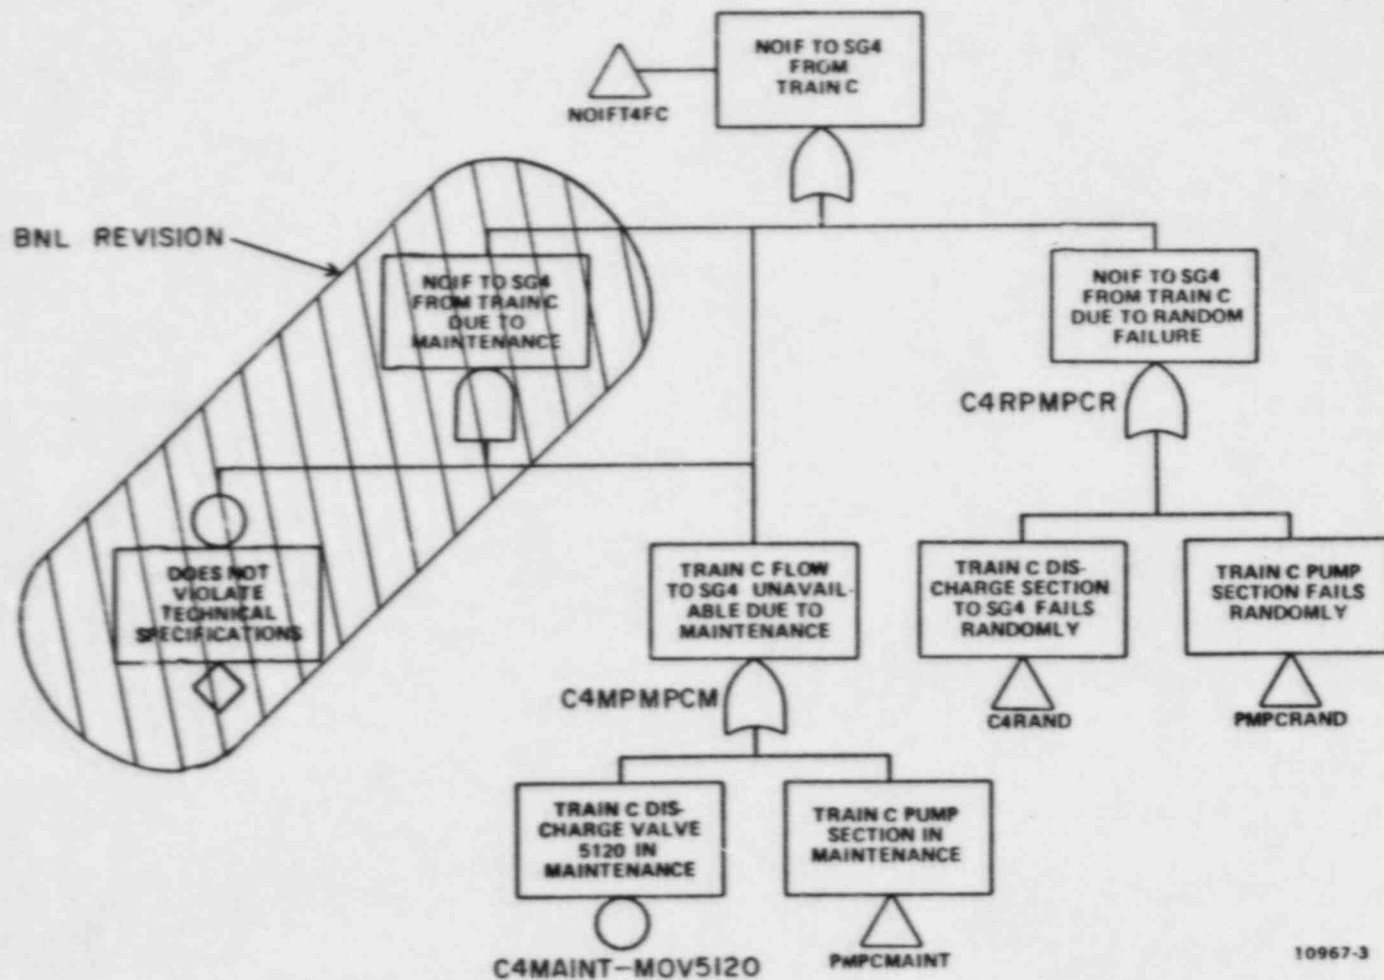 NOIF TO SG4
FROM
TRAIN C
NOIFT4FC
BNL REVISION
NOIF TO SG4
FROM TRAIN C
DUE TO
MAINTENANCE
NOIF TO SG4
FROM TRAIN C
DUE TO RANDOM
FAILURE
C4RPMPCR
DOES NOT
VIOLATE
TECHNICAL
SPECIFICATIONS
TRAIN C FLOW
TO SG4 UNAVAIL-
ABLE DUE TO
MAINTENANCE
TRAIN C DIS-
CHARGE SECTION
TO SG4 FAILS
RANDOMLY
TRAIN C PUMP
SECTION FAILS
RANDOMLY
C4MPMPCM
C4RAND
PMPCRAND
TRAIN C DIS-
CHARGE VALVE
5120 IN
MAINTENANCE
TRAIN C PUMP
SECTION IN
MAINTENANCE
C4MAINT-MOV5120
PMPCMAINT
10967-3